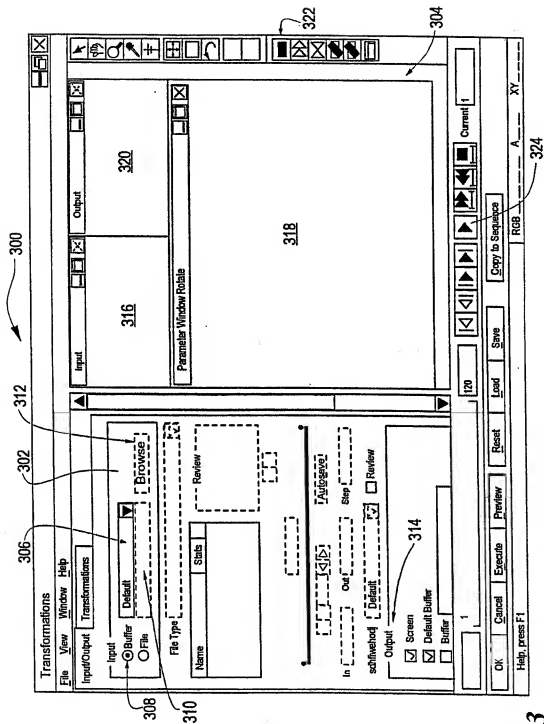 300
Transformations
File View Window Help
Input/Output Transformations
302
312
306
Input
Buffer
File
Default
Browse
308
310
File Type
Name Stats
Review
Autosave
In Out Step
schfiwehodj Default Review
314
Output
Screen
Default Buffer
Buffer
Input
316
Output
320
Parameter Window Rotate
318
322
304
1 120
Current 1
324
OK Cancel Execute Preview Reset Load Save Copy to Sequence
Help, press F1
RGB A XY
3